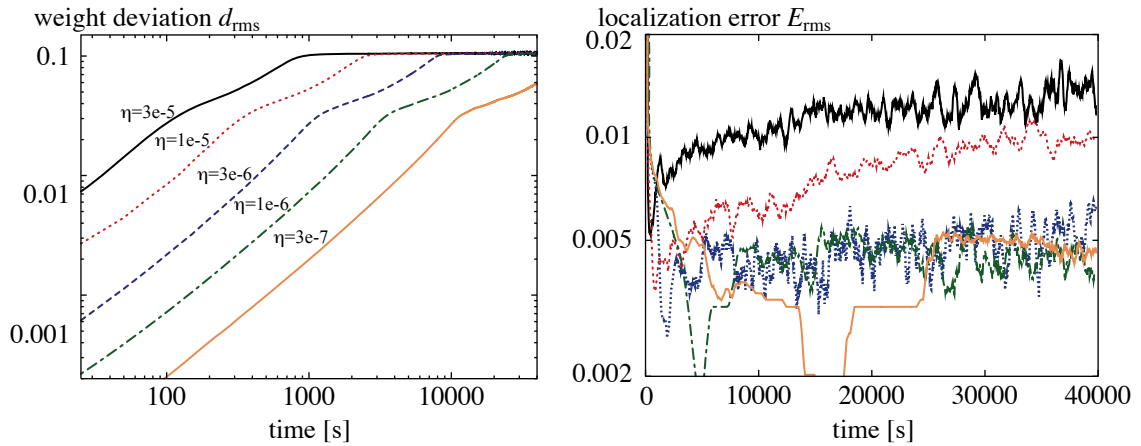 weight deviation d_rms
0.1
0.01
0.001
η=3e-5
η=1e-5
η=3e-6
η=1e-6
η=3e-7
100 1000 10000
time [s]
localization error E_rms
0.02
0.01
0.005
0.002
0 10000 20000 30000 40000
time [s]